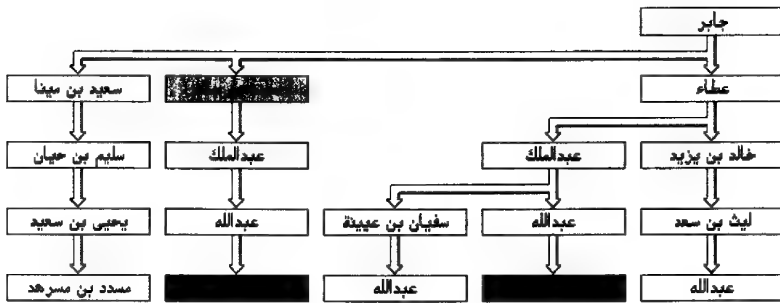 جابر
عطاء
سعيد بن مينا
خالد بن يزيد
عبدالملك
عبدالملك
سليم بن حيان
ليث بن سعد
عبدالله
سفيان بن عيينة
عبدالله
يحيى بن سعيد
عبدالله
عبدالله
مسدد بن مسرهد